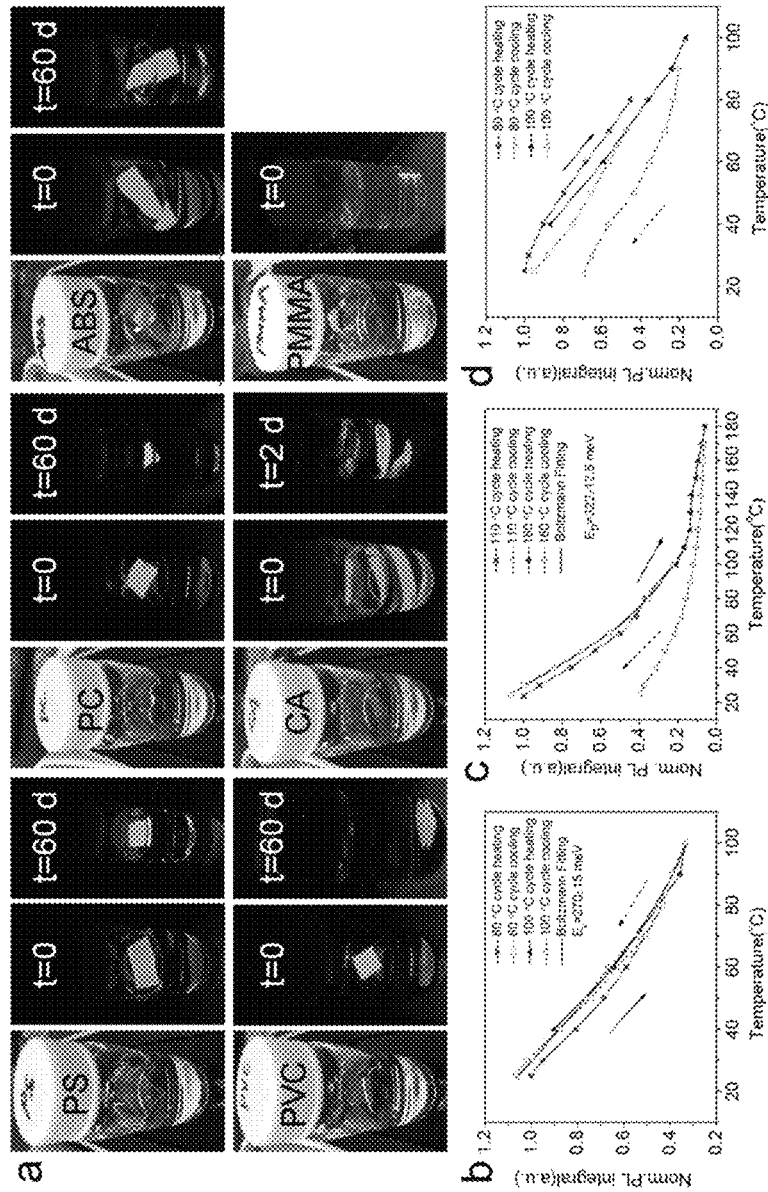 a
PS
t=0
t=60 d
PC
t=0
t=60 d
ABS
t=0
t=60 d
PVC
t=0
t=60 d
CA
t=0
t=2 d
PMMA
t=0
b
Norm.PL integral(a.u.)
1.2
1.0
0.8
0.6
0.4
0.2
20
40
60
80
100
Temperature(°C)
cycle heating
cycle cooling
100 °C cycle heating
100 °C cycle cooling
Boltzmann Fitting
c
Norm. PL integral(a.u.)
1.2
1.0
0.8
0.6
0.4
0.2
0.0
20
40
60
80
100
120
140
160
180
Temperature(°C)
110 °C cycle heating
110 °C cycle cooling
180 °C cycle heating
180 °C cycle cooling
Boltzmann Fitting
d
Norm.PL integral(a.u.)
1.2
1.0
0.8
0.6
0.4
0.2
0.0
20
40
60
80
100
Temperature(°C)
80 °C cycle heating
80 °C cycle cooling
100 °C cycle heating
100 °C cycle cooling